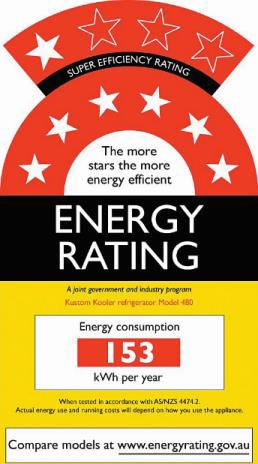 SUPER EFFICIENCY RATING
The more
stars the more
energy efficient
ENERGY
RATING
A joint government and industry program
Kustom Kooler refrigerator Model 480
Energy consumption
153
kWh per year
When tested in accordance with AS/NZS 4474.2.
Actual energy use and running costs will depend on how you use the appliance.
Compare models at www.energyrating.gov.au